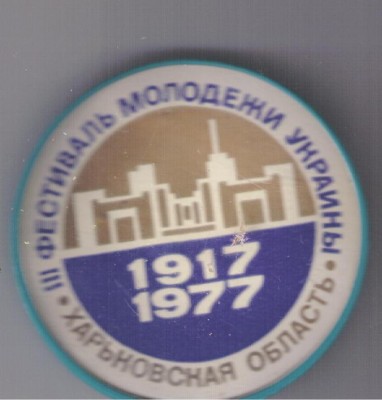 III ФЕСТИВАЛЬ МОЛОДЕЖИ УКРАИНЫ
1917
1977
• ХАРЬКОВСКАЯ ОБЛАСТЬ •